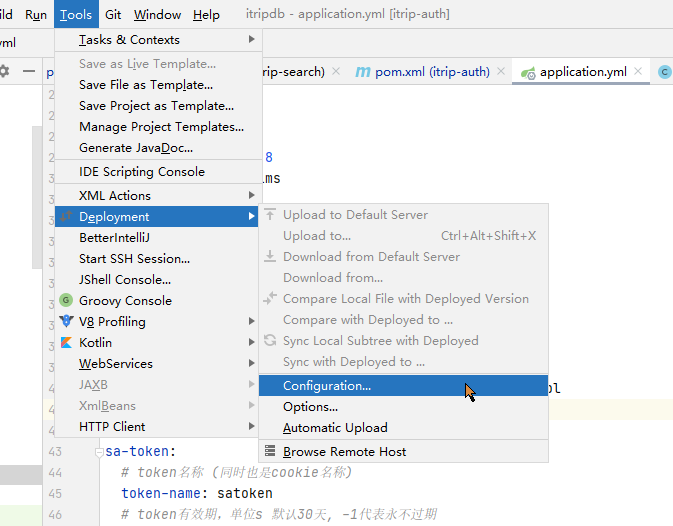 ild Run Tools Git Window Help itripdb - application.yml [itrip-auth]
yml
rip-search) × pom.xml (itrip-auth) × application.yml ×
Tasks & Contexts
Save as Live Template...
Save File as Template...
Save Project as Template...
Manage Project Templates...
Generate JavaDoc...
IDE Scripting Console
XML Actions
Deployment
BetterIntelliJ
Start SSH Session...
JShell Console...
Groovy Console
V8 Profiling
Kotlin
WebServices
JAXB
XmlBeans
HTTP Client
Upload to Default Server
Upload to... Ctrl+Alt+Shift+X
Download from Default Server
Download from...
Compare Local File with Deployed Version
Compare with Deployed to ...
Sync Local Subtree with Deployed
Sync with Deployed to ...
Configuration...
Options...
Automatic Upload
Browse Remote Host
8
ms
43 sa-token:
44 # token名称 (同时也是cookie名称)
45 token-name: satoken
46 # token有效期，单位s 默认30天, -1代表永不过期